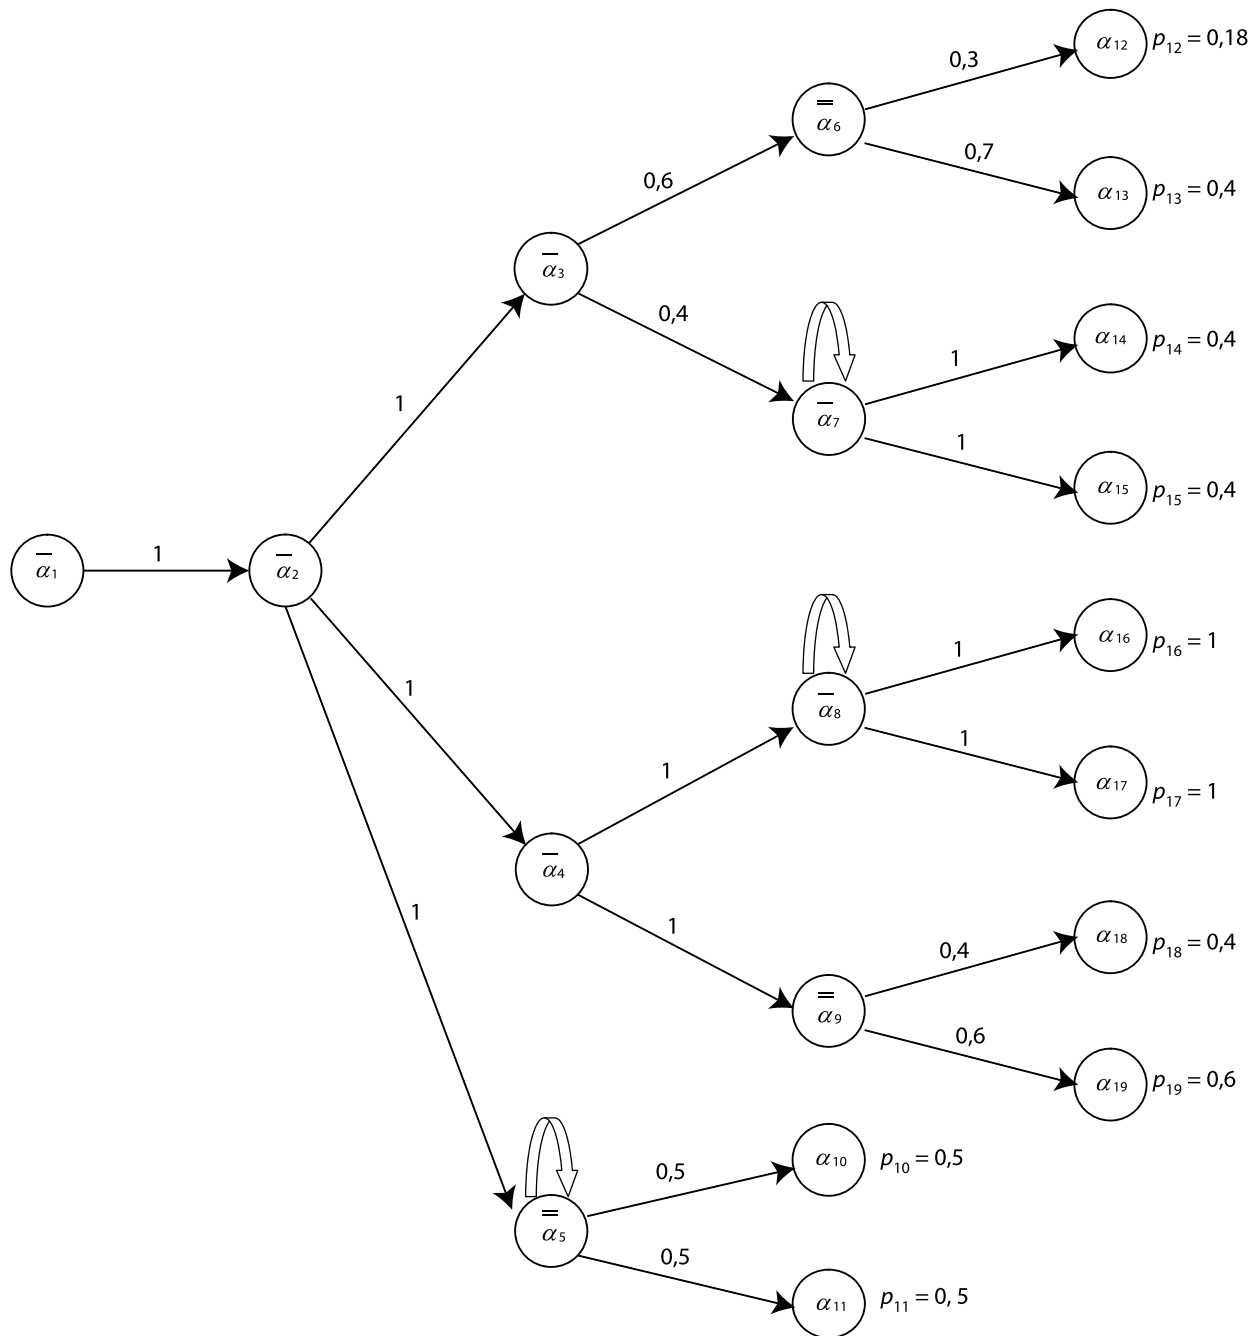 0,3
α12
p12 = 0,18
α6
0,7
0,6
α13
p13 = 0,4
α3
0,4
α14
p14 = 0,4
1
1
α7
1
α15
p15 = 0,4
1
α1
α2
1
α16
p16 = 1
1
α8
1
1
α17
p17 = 1
α4
1
1
0,4
α18
p18 = 0,4
α9
0,6
α19
p19 = 0,6
0,5
α10
p10 = 0,5
α5
0,5
α11
p11 = 0, 5